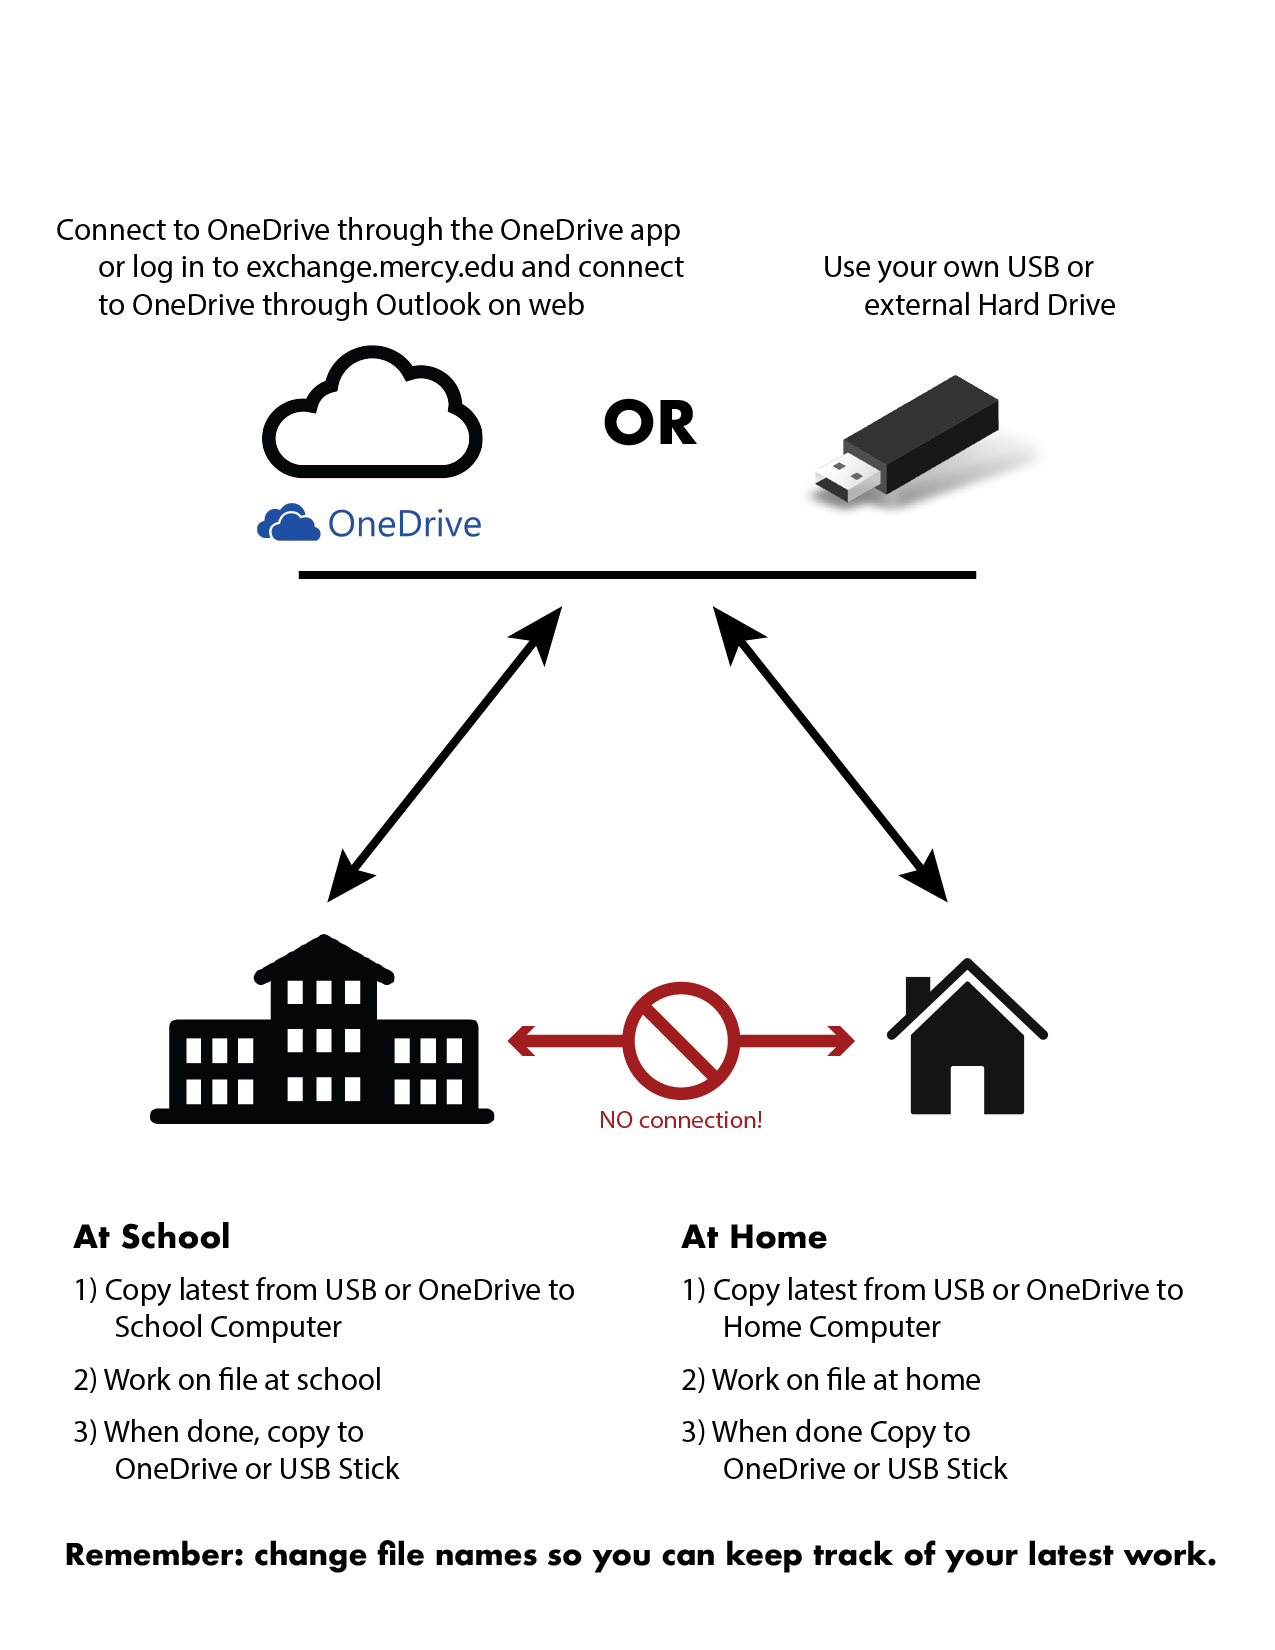 Connect to OneDrive through the OneDrive app
or log in to exchange.mercy.edu and connect
to OneDrive through Outlook on web
Use your own USB or
external Hard Drive
OR
OneDrive
NO connection!
At School
1) Copy latest from USB or OneDrive to
School Computer
2) Work on file at school
3) When done, copy to
OneDrive or USB Stick
At Home
1) Copy latest from USB or OneDrive to
Home Computer
2) Work on file at home
3) When done Copy to
OneDrive or USB Stick
Remember: change file names so you can keep track of your latest work.